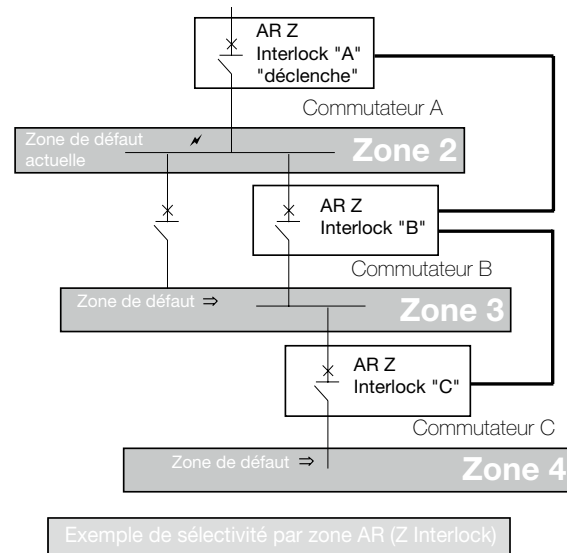 AR Z
Interlock "A"
"déclenche"
Commutateur A
Zone de défaut
actuelle
Zone 2
AR Z
Interlock "B"
Commutateur B
Zone de défaut ⇒
Zone 3
AR Z
Interlock "C"
Commutateur C
Zone de défaut ⇒
Zone 4
Exemple de sélectivité par zone AR (Z Interlock)